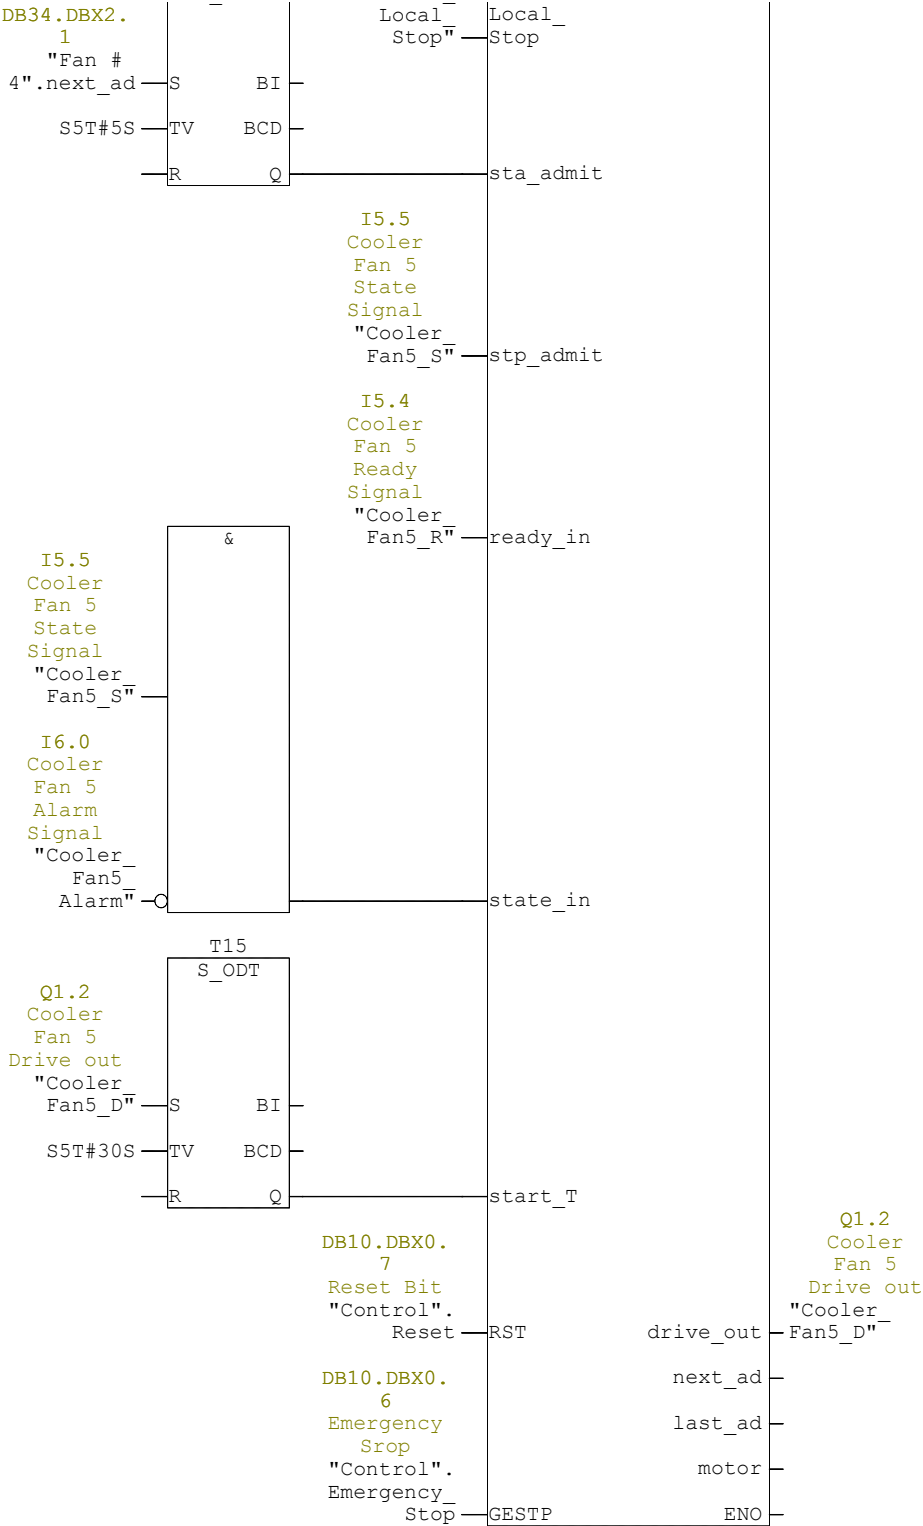 DB34.DBX2.
1
"Fan #
4".next_ad
S
BI
S5T#5S
TV
BCD
R
Q
Local_
Stop"
Local_
Stop
sta_admit
I5.5
Cooler
Fan 5
State
Signal
"Cooler_
Fan5_S"
stp_admit
I5.4
Cooler
Fan 5
Ready
Signal
"Cooler_
Fan5_R"
ready_in
&
I5.5
Cooler
Fan 5
State
Signal
"Cooler_
Fan5_S"
I6.0
Cooler
Fan 5
Alarm
Signal
"Cooler_
Fan5_
Alarm"
state_in
T15
S_ODT
Q1.2
Cooler
Fan 5
Drive out
"Cooler_
Fan5_D"
S
BI
S5T#30S
TV
BCD
R
Q
start_T
DB10.DBX0.
7
Reset Bit
"Control".
Reset
RST
drive_out
Q1.2
Cooler
Fan 5
Drive out
"Cooler_
Fan5_D"
next_ad
last_ad
motor
DB10.DBX0.
6
Emergency
Srop
"Control".
Emergency_
Stop
GESTP
ENO